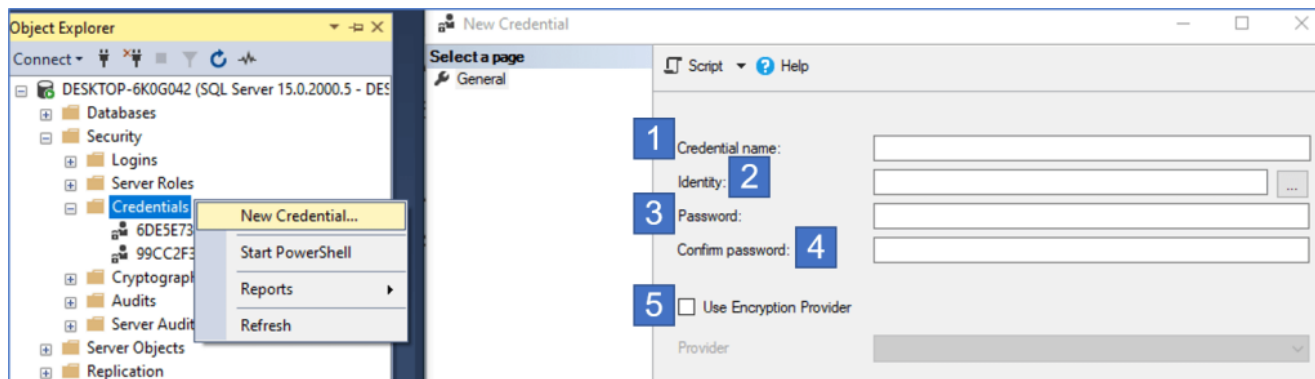 Object Explorer
Connect
DESKTOP-6K0G042 (SQL Server 15.0.2000.5 - DES
Databases
Security
Logins
Server Roles
Credentials
6DE5E73
99CC2F3
Cryptograph
Audits
Server Audit
Server Objects
Replication
New Credential...
Start PowerShell
Reports
Refresh
New Credential
Select a page
General
Script
Help
1 Credential name:
Identity: 2
3 Password:
Confirm password: 4
5 Use Encryption Provider
Provider
...